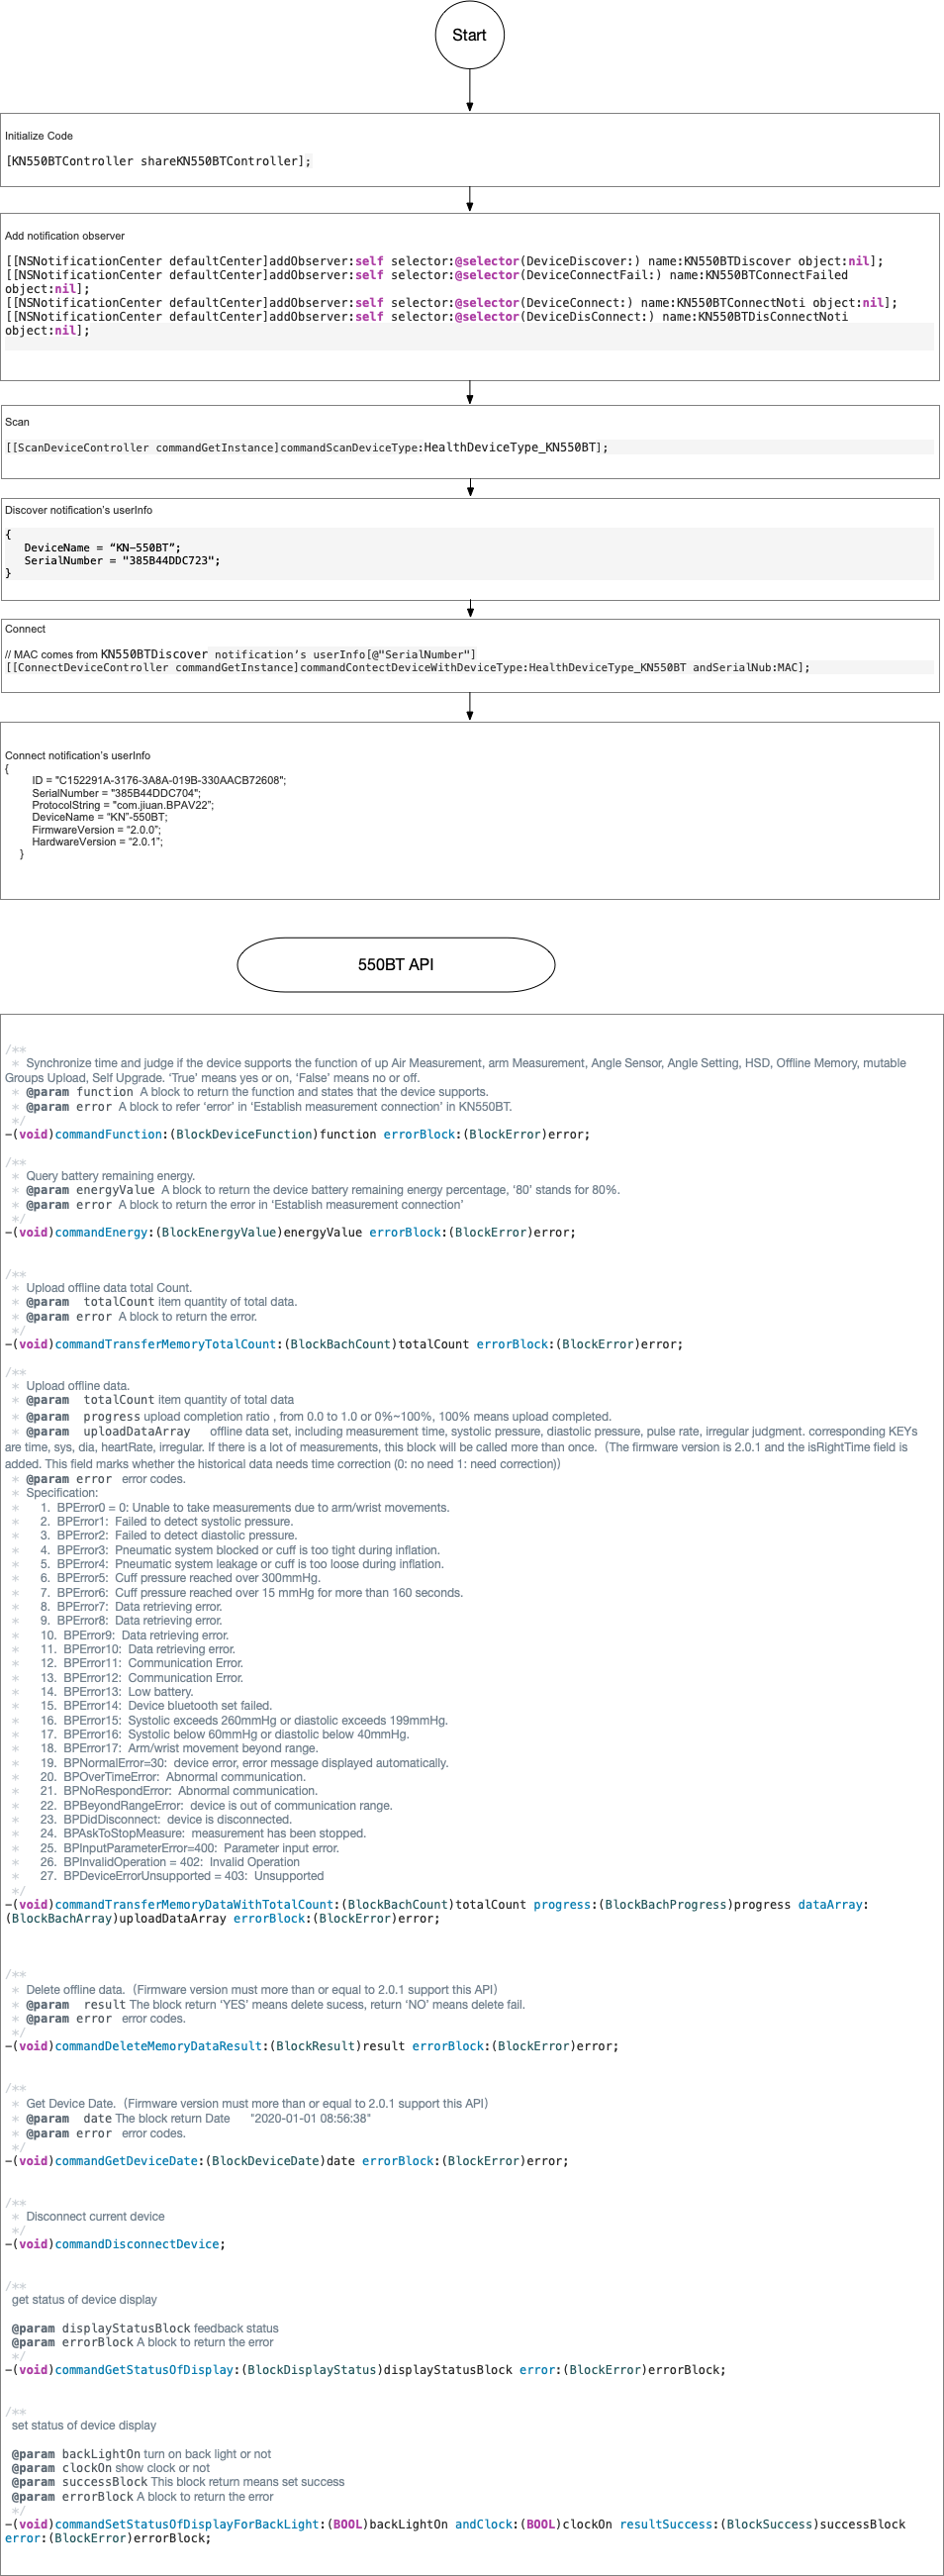 Start
Initialize Code
[KN550BTController shareKN550BTController];
Add notification observer
[[NSNotificationCenter defaultCenter]addObserver:self selector:@selector(DeviceDiscover:) name:KN550BTDiscover object:nil];
[[NSNotificationCenter defaultCenter]addObserver:self selector:@selector(DeviceConnectFail:) name:KN550BTConnectFailed
object:nil];
[[NSNotificationCenter defaultCenter]addObserver:self selector:@selector(DeviceConnect:) name:KN550BTConnectNoti object:nil];
[[NSNotificationCenter defaultCenter]addObserver:self selector:@selector(DeviceDisConnect:) name:KN550BTDisConnectNoti
object:nil];
Scan
[[ScanDeviceController commandGetInstance]commandScanDeviceType:HealthDeviceType_KN550BT];
Discover notification’s userInfo
{
DeviceName = “KN-550BT”;
SerialNumber = "385B44DDC723";
}
Connect
// MAC comes from KN550BTDiscover notification’s userInfo[@"SerialNumber"]
[[ConnectDeviceController commandGetInstance]commandContectDeviceWithDeviceType:HealthDeviceType_KN550BT andSerialNub:MAC];
Connect notification’s userInfo
{
ID = "C152291A-3176-3A8A-019B-330AACB72608";
SerialNumber = "385B44DDC704";
ProtocolString = "com.jiuan.BPAV22";
DeviceName = “KN”-550BT;
FirmwareVersion = “2.0.0”;
HardwareVersion = “2.0.1”;
}
550BT API
/**
* Synchronize time and judge if the device supports the function of up Air Measurement, arm Measurement, Angle Sensor, Angle Setting, HSD, Offline Memory, mutable
Groups Upload, Self Upgrade. ‘True’ means yes or on, ‘False’ means no or off.
* @param function A block to return the function and states that the device supports.
* @param error A block to refer ‘error’ in ‘Establish measurement connection’ in KN550BT.
*/
-(void)commandFunction:(BlockDeviceFunction)function errorBlock:(BlockError)error;
/**
* Query battery remaining energy.
* @param energyValue A block to return the device battery remaining energy percentage, ‘80’ stands for 80%.
* @param error A block to return the error in ‘Establish measurement connection’
*/
-(void)commandEnergy:(BlockEnergyValue)energyValue errorBlock:(BlockError)error;
/**
* Upload offline data total Count.
* @param totalCount item quantity of total data.
* @param error A block to return the error.
*/
-(void)commandTransferMemoryTotalCount:(BlockBachCount)totalCount errorBlock:(BlockError)error;
/**
* Upload offline data.
* @param totalCount item quantity of total data
* @param progress upload completion ratio , from 0.0 to 1.0 or 0%~100%, 100% means upload completed.
* @param uploadDataArray offline data set, including measurement time, systolic pressure, diastolic pressure, pulse rate, irregular judgment. corresponding KEYs
are time, sys, dia, heartRate, irregular. If there is a lot of measurements, this block will be called more than once.（The firmware version is 2.0.1 and the isRightTime field is
added. This field marks whether the historical data needs time correction (0: no need 1: need correction)）
* @param error error codes.
* Specification:
* 1. BPError0 = 0: Unable to take measurements due to arm/wrist movements.
* 2. BPError1: Failed to detect systolic pressure.
* 3. BPError2: Failed to detect diastolic pressure.
* 4. BPError3: Pneumatic system blocked or cuff is too tight during inflation.
* 5. BPError4: Pneumatic system leakage or cuff is too loose during inflation.
* 6. BPError5: Cuff pressure reached over 300mmHg.
* 7. BPError6: Cuff pressure reached over 15 mmHg for more than 160 seconds.
* 8. BPError7: Data retrieving error.
* 9. BPError8: Data retrieving error.
* 10. BPError9: Data retrieving error.
* 11. BPError10: Data retrieving error.
* 12. BPError11: Communication Error.
* 13. BPError12: Communication Error.
* 14. BPError13: Low battery.
* 15. BPError14: Device bluetooth set failed.
* 16. BPError15: Systolic exceeds 260mmHg or diastolic exceeds 199mmHg.
* 17. BPError16: Systolic below 60mmHg or diastolic below 40mmHg.
* 18. BPError17: Arm/wrist movement beyond range.
* 19. BPNormalError=30: device error, error message displayed automatically.
* 20. BPOverTimeError: Abnormal communication.
* 21. BPNoRespondError: Abnormal communication.
* 22. BPBeyondRangeError: device is out of communication range.
* 23. BPDidDisconnect: device is disconnected.
* 24. BPAskToStopMeasure: measurement has been stopped.
* 25. BPInputParameterError=400: Parameter input error.
* 26. BPInvalidOperation = 402: Invalid Operation
* 27. BPDeviceErrorUnsupported = 403: Unsupported
*/
-(void)commandTransferMemoryDataWithTotalCount:(BlockBachCount)totalCount progress:(BlockBachProgress)progress dataArray:
(BlockBachArray)uploadDataArray errorBlock:(BlockError)error;
/**
* Delete offline data.（Firmware version must more than or equal to 2.0.1 support this API）
* @param result The block return ‘YES’ means delete sucess, return ‘NO’ means delete fail.
* @param error error codes.
*/
-(void)commandDeleteMemoryDataResult:(BlockResult)result errorBlock:(BlockError)error;
/**
* Get Device Date.（Firmware version must more than or equal to 2.0.1 support this API）
* @param date The block return Date "2020-01-01 08:56:38"
* @param error error codes.
*/
-(void)commandGetDeviceDate:(BlockDeviceDate)date errorBlock:(BlockError)error;
/**
* Disconnect current device
*/
-(void)commandDisconnectDevice;
/**
get status of device display
@param displayStatusBlock feedback status
@param errorBlock A block to return the error
*/
-(void)commandGetStatusOfDisplay:(BlockDisplayStatus)displayStatusBlock error:(BlockError)errorBlock;
/**
set status of device display
@param backLightOn turn on back light or not
@param clockOn show clock or not
@param successBlock This block return means set success
@param errorBlock A block to return the error
*/
-(void)commandSetStatusOfDisplayForBackLight:(BOOL)backLightOn andClock:(BOOL)clockOn resultSuccess:(BlockSuccess)successBlock
error:(BlockError)errorBlock;